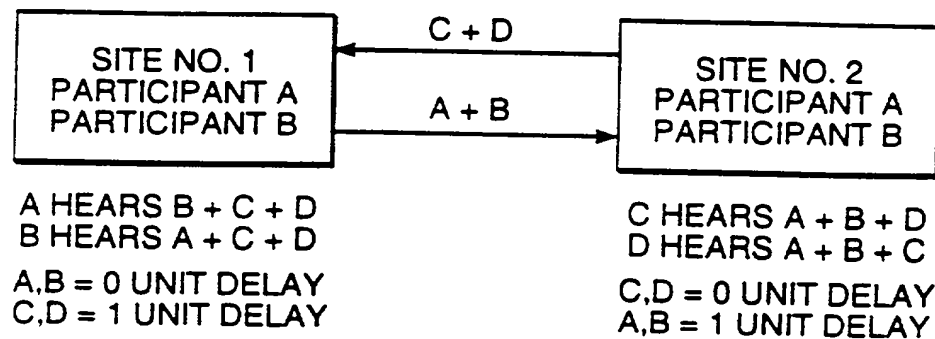 C + D
SITE NO. 1
PARTICIPANT A
PARTICIPANT B
A + B
SITE NO. 2
PARTICIPANT A
PARTICIPANT B
A HEARS B + C + D
B HEARS A + C + D
A,B = 0 UNIT DELAY
C,D = 1 UNIT DELAY
C HEARS A + B + D
D HEARS A + B + C
C,D = 0 UNIT DELAY
A,B = 1 UNIT DELAY